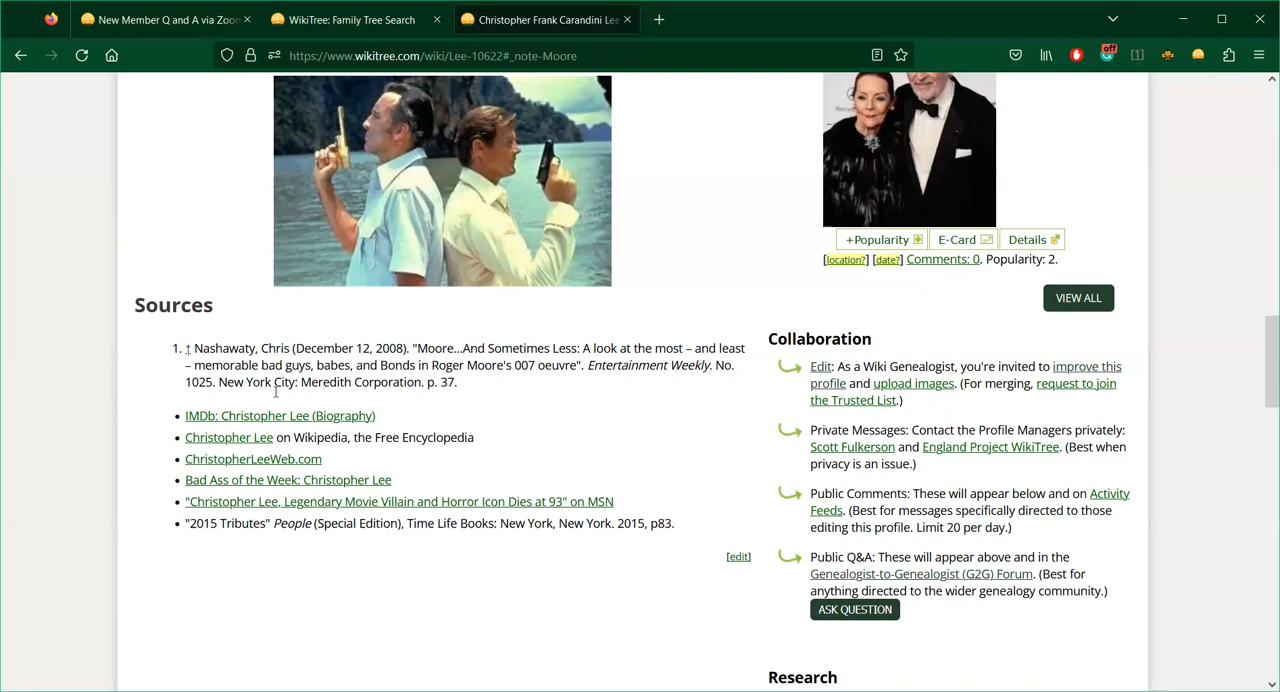 New Member Q and A via Zoom
WikiTree: Family Tree Search
Christopher Frank Carandini Lee
https://www.wikitree.com/wiki/Lee-10622#_note-Moore
off
+Popularity
E-Card
Details
[location?] [date?] Comments: 0. Popularity: 2.
Sources
VIEW ALL
1. ↑ Nashawaty, Chris (December 12, 2008). "Moore...And Sometimes Less: A look at the most – and least
– memorable bad guys, babes, and Bonds in Roger Moore's 007 oeuvre". Entertainment Weekly. No.
1025. New York City: Meredith Corporation. p. 37.
• IMDb: Christopher Lee (Biography)
• Christopher Lee on Wikipedia, the Free Encyclopedia
• ChristopherLeeWeb.com
• Bad Ass of the Week: Christopher Lee
• "Christopher Lee, Legendary Movie Villain and Horror Icon Dies at 93" on MSN
• "2015 Tributes" People (Special Edition), Time Life Books: New York, New York. 2015, p83.
[edit]
Collaboration
Edit: As a Wiki Genealogist, you're invited to improve this
profile and upload images. (For merging, request to join
the Trusted List.)
Private Messages: Contact the Profile Managers privately:
Scott Fulkerson and England Project WikiTree. (Best when
privacy is an issue.)
Public Comments: These will appear below and on Activity
Feeds. (Best for messages specifically directed to those
editing this profile. Limit 20 per day.)
Public Q&A: These will appear above and in the
Genealogist-to-Genealogist (G2G) Forum. (Best for
anything directed to the wider genealogy community.)
ASK QUESTION
Research